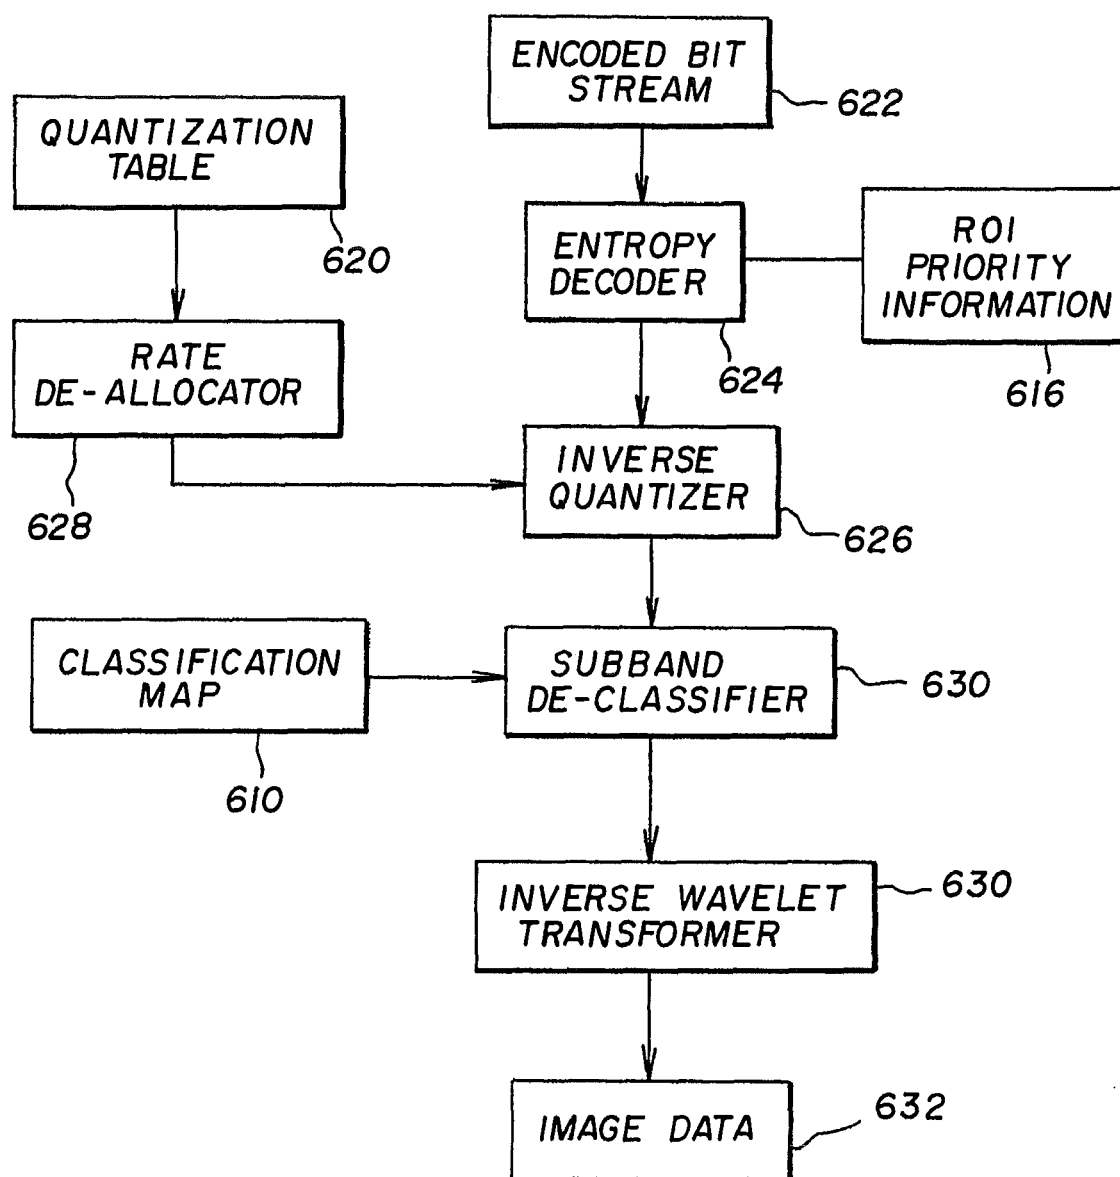 ENCODED BIT
STREAM
622
QUANTIZATION
TABLE
620
ENTROPY
DECODER
624
ROI
PRIORITY
INFORMATION
616
RATE
DE-ALLOCATOR
628
INVERSE
QUANTIZER
626
CLASSIFICATION
MAP
610
SUBBAND
DE-CLASSIFIER
630
INVERSE WAVELET
TRANSFORMER
630
IMAGE DATA
632